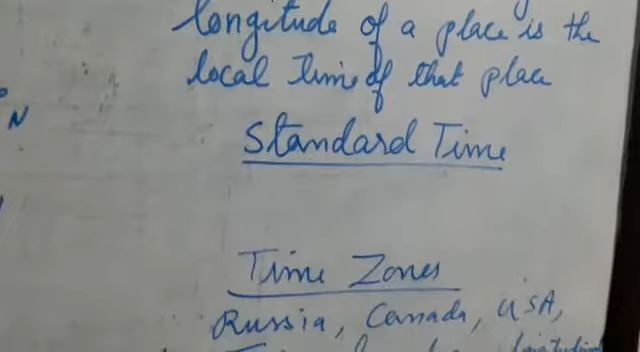 longitude of a place is the
local Time of that place
N
Standard Time
Time Zones
Russia, Canada, USA,